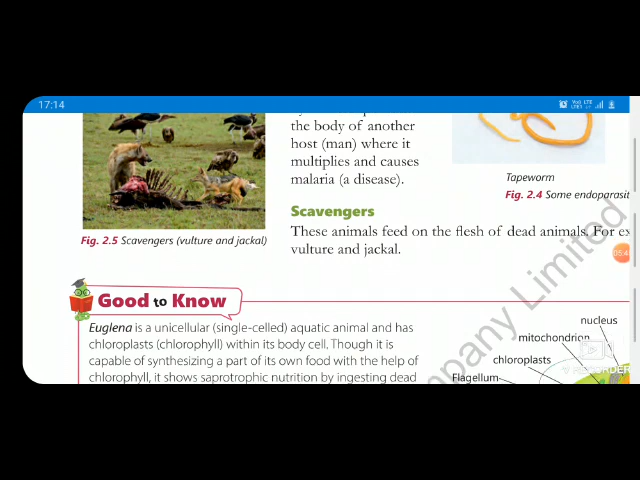 17:14
the body of another
host (man) where it
multiplies and causes
malaria (a disease).
Tapeworm
Fig. 2.4 Some endoparasit
Scavengers
These animals feed on the flesh of dead animals. For ex
vulture and jackal.
Fig. 2.5 Scavengers (vulture and jackal)
05:4
Good to Know
Euglena is a unicellular (single-celled) aquatic animal and has
chloroplasts (chlorophyll) within its body cell. Though it is
capable of synthesizing a part of its own food with the help of
chlorophyll, it shows saprotrophic nutrition by ingesting dead
nucleus
mitochondrion
chloroplasts
Flagellum
mpany Limited